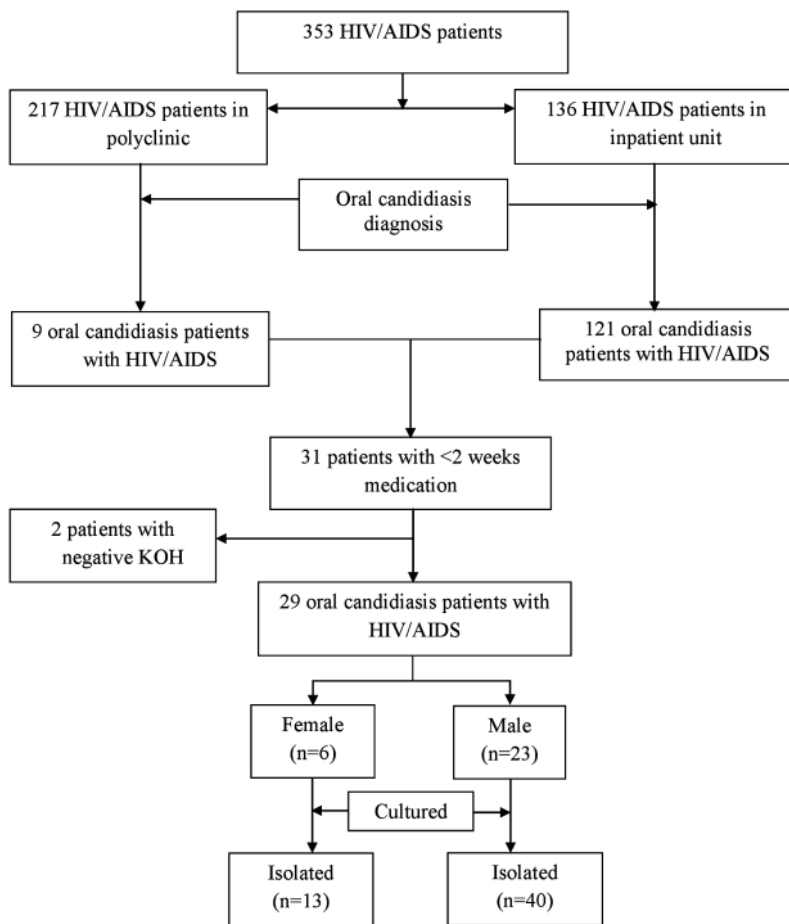 353 HIV/AIDS patients
217 HIV/AIDS patients in
polyclinic
136 HIV/AIDS patients in
inpatient unit
Oral candidiasis
diagnosis
9 oral candidiasis patients
with HIV/AIDS
121 oral candidiasis
patients with HIV/AIDS
31 patients with <2 weeks
medication
2 patients with
negative KOH
29 oral candidiasis patients with
HIV/AIDS
Female
(n=6)
Male
(n=23)
Cultured
Isolated
(n=13)
Isolated
(n=40)